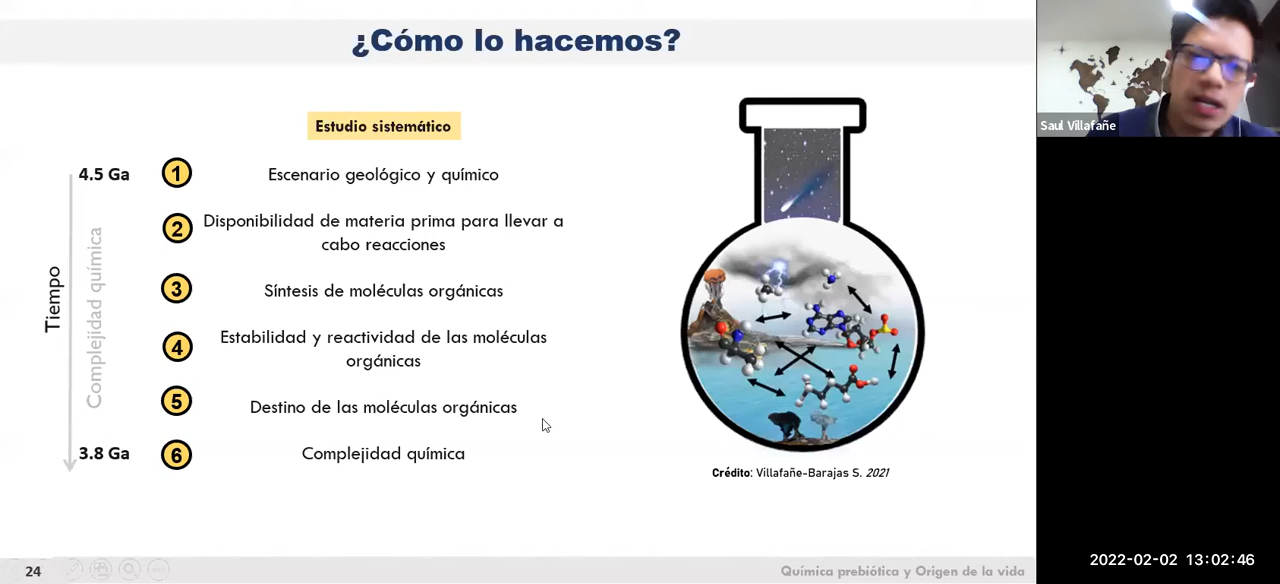 ¿Cómo lo hacemos?
Estudio sistemático
4.5 Ga
1
Escenario geológico y químico
2
Disponibilidad de materia prima para llevar a
cabo reacciones
3
Síntesis de moléculas orgánicas
4
Estabilidad y reactividad de las moléculas
orgánicas
5
Destino de las moléculas orgánicas
3.8 Ga
6
Complejidad química
Tiempo
Complejidad química
Crédito: Villafañe-Barajas S. 2021
24
Química prebiótica y Origen de la vida
Saul Villafañe
2022-02-02 13:02:46